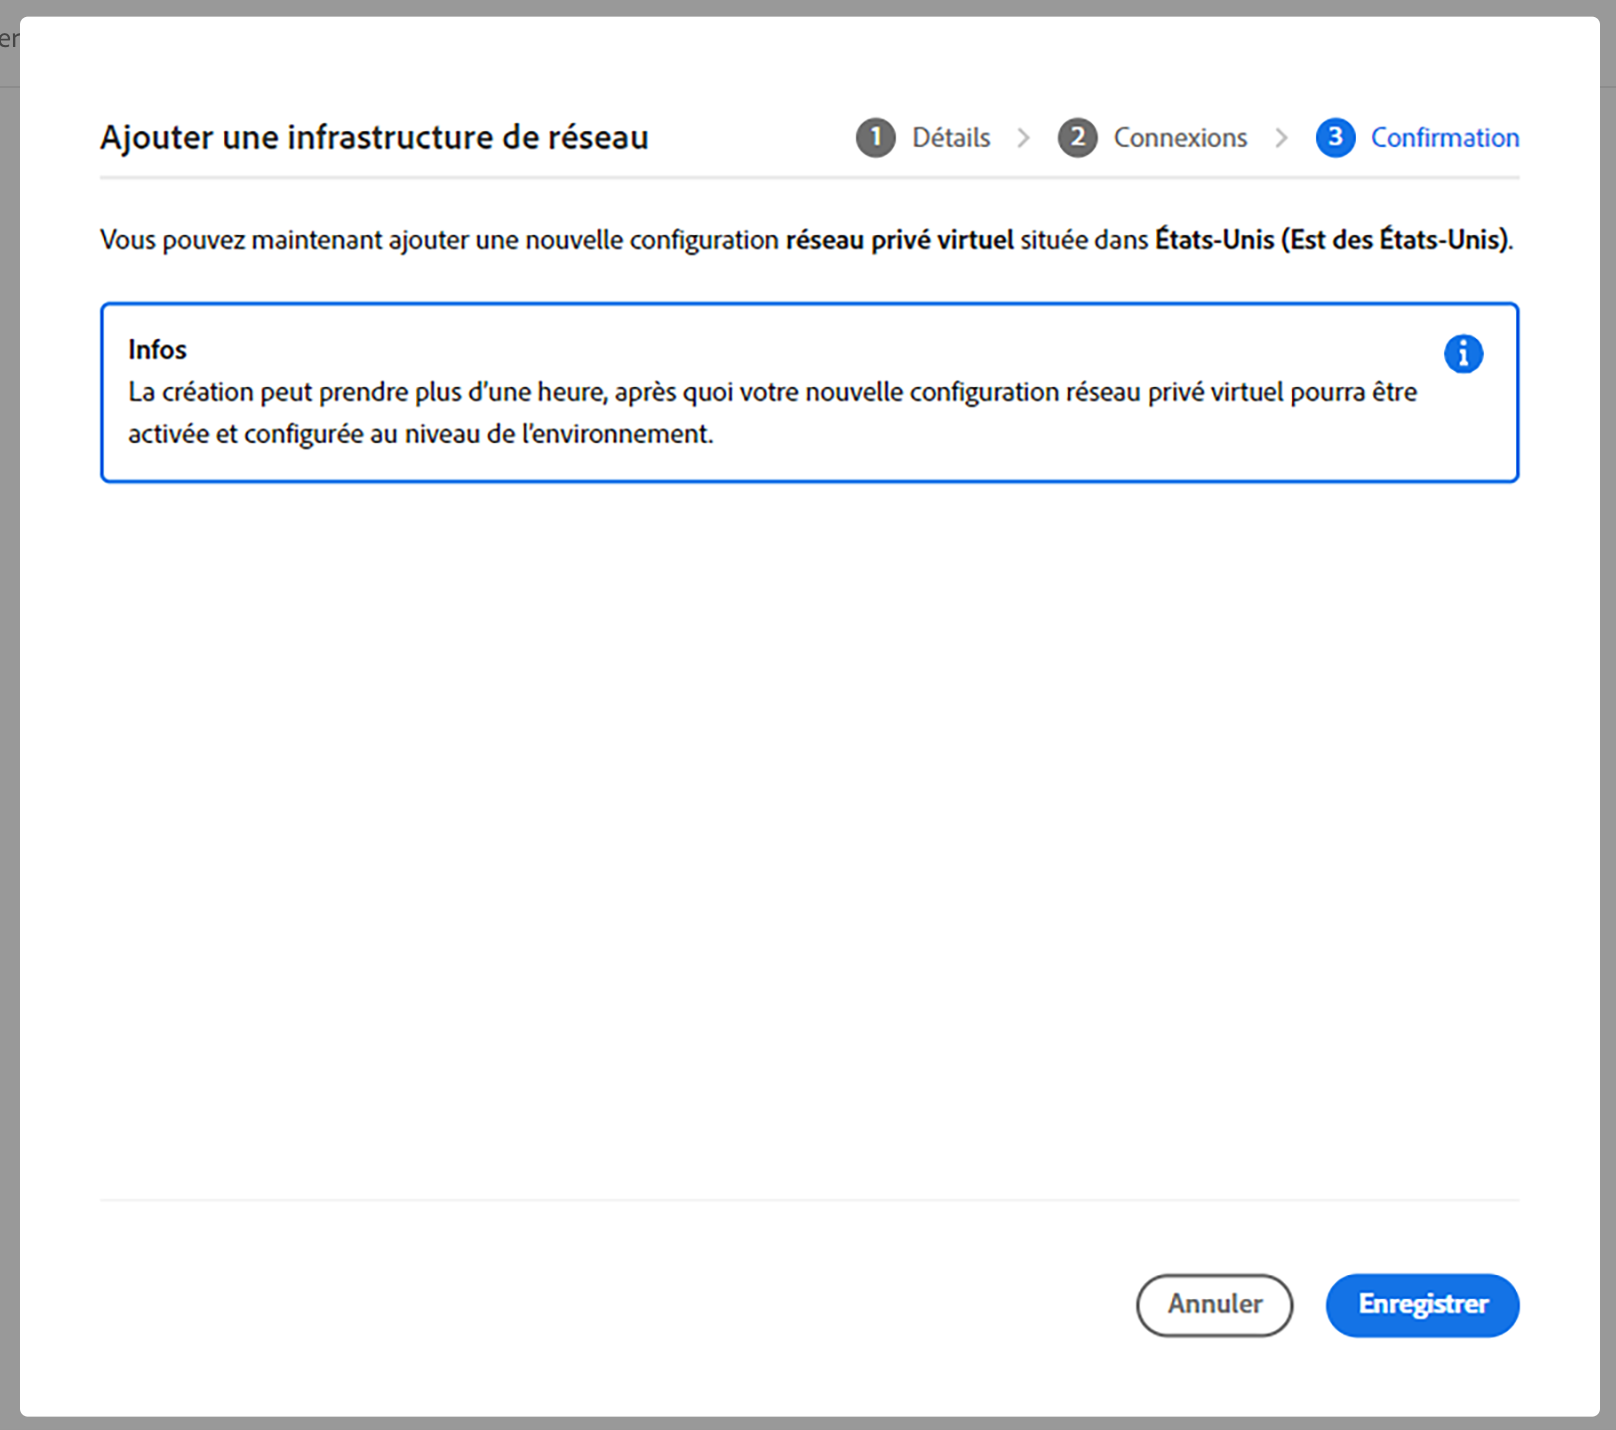 er
Ajouter une infrastructure de réseau
1 Détails > 2 Connexions > 3 Confirmation
Vous pouvez maintenant ajouter une nouvelle configuration réseau privé virtuel située dans États-Unis (Est des États-Unis).
Infos
La création peut prendre plus d'une heure, après quoi votre nouvelle configuration réseau privé virtuel pourra être
activée et configurée au niveau de l'environnement.
Annuler
Enregistrer